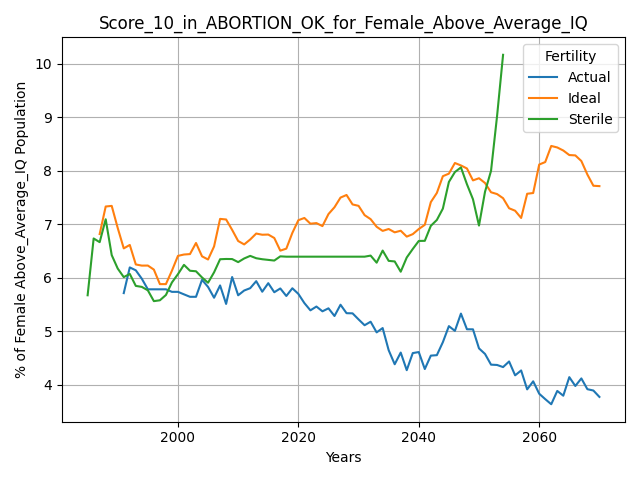 Score_10_in_ABORTION_OK_for_Female_Above_Average_IQ
Fertility
Actual
Ideal
Sterile
% of Female Above_Average_IQ Population
10
9
8
7
6
5
4
2000 2020 2040 2060
Years